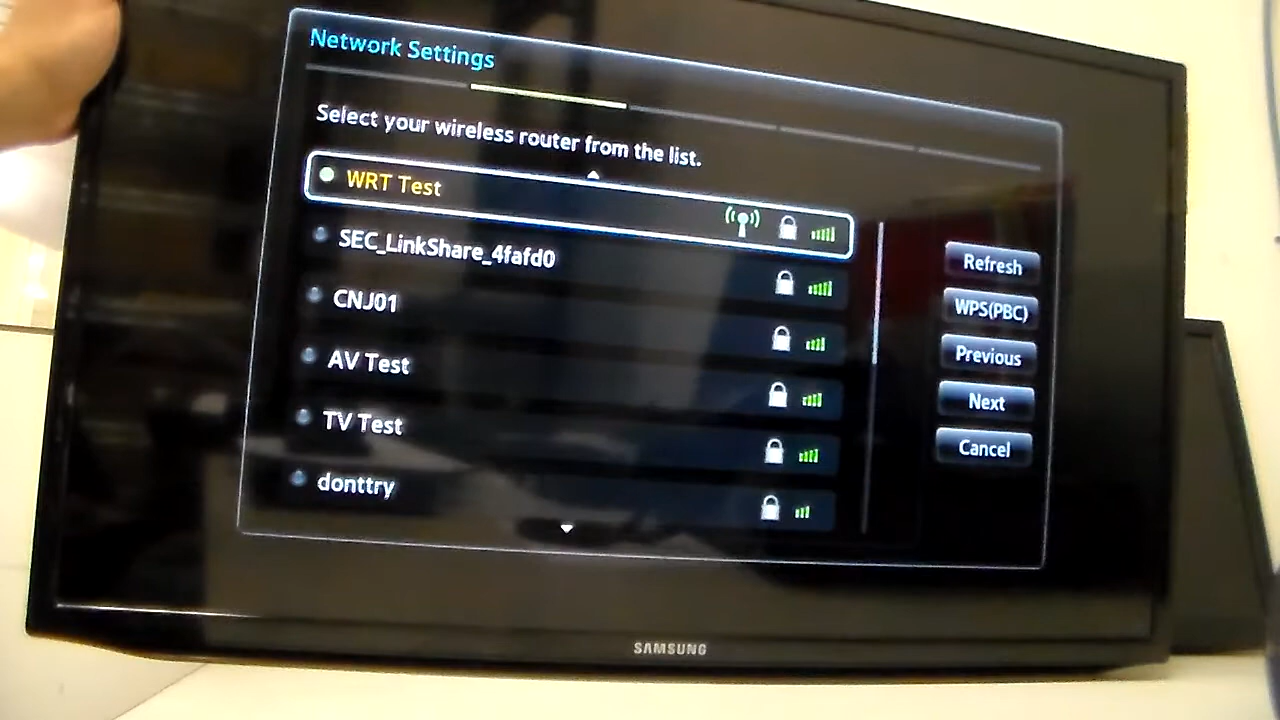 Network Settings
Select your wireless router from the list.
WRT Test
SEC_LinkShare_4fafd0
CNJ01
AV Test
TV Test
donttry
Refresh
WPS(PBC)
Previous
Next
Cancel
SAMSUNG